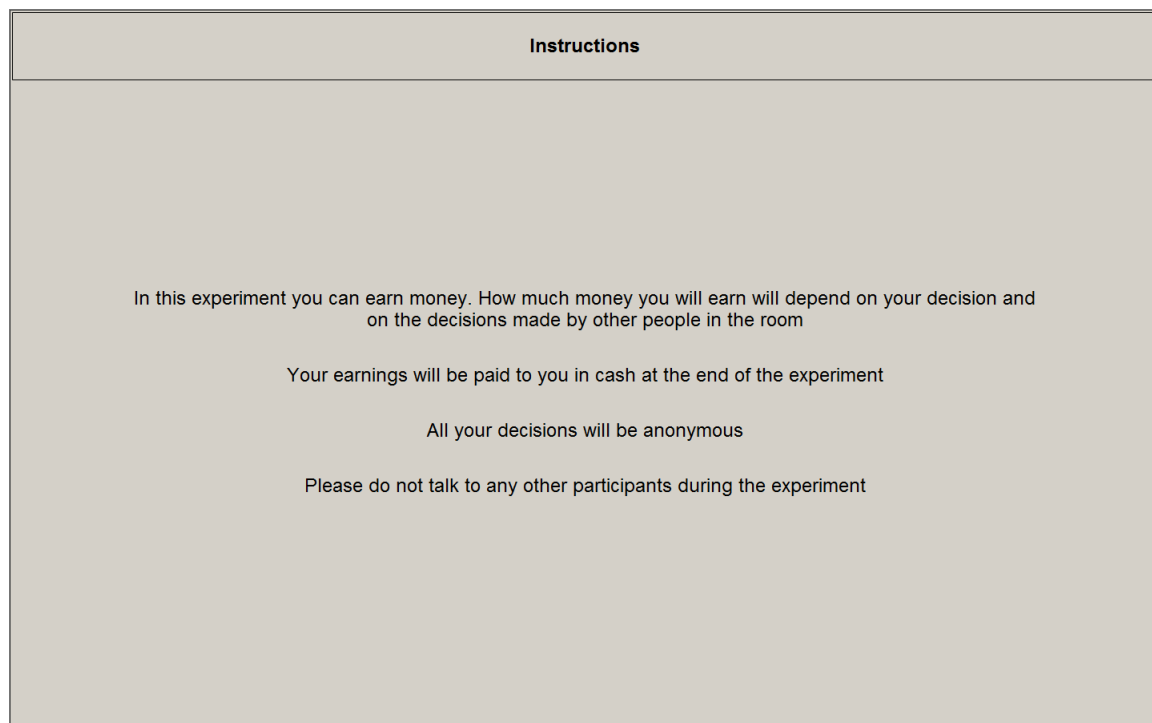 Instructions
In this experiment you can earn money. How much money you will earn will depend on your decision and
on the decisions made by other people in the room
Your earnings will be paid to you in cash at the end of the experiment
All your decisions will be anonymous
Please do not talk to any other participants during the experiment